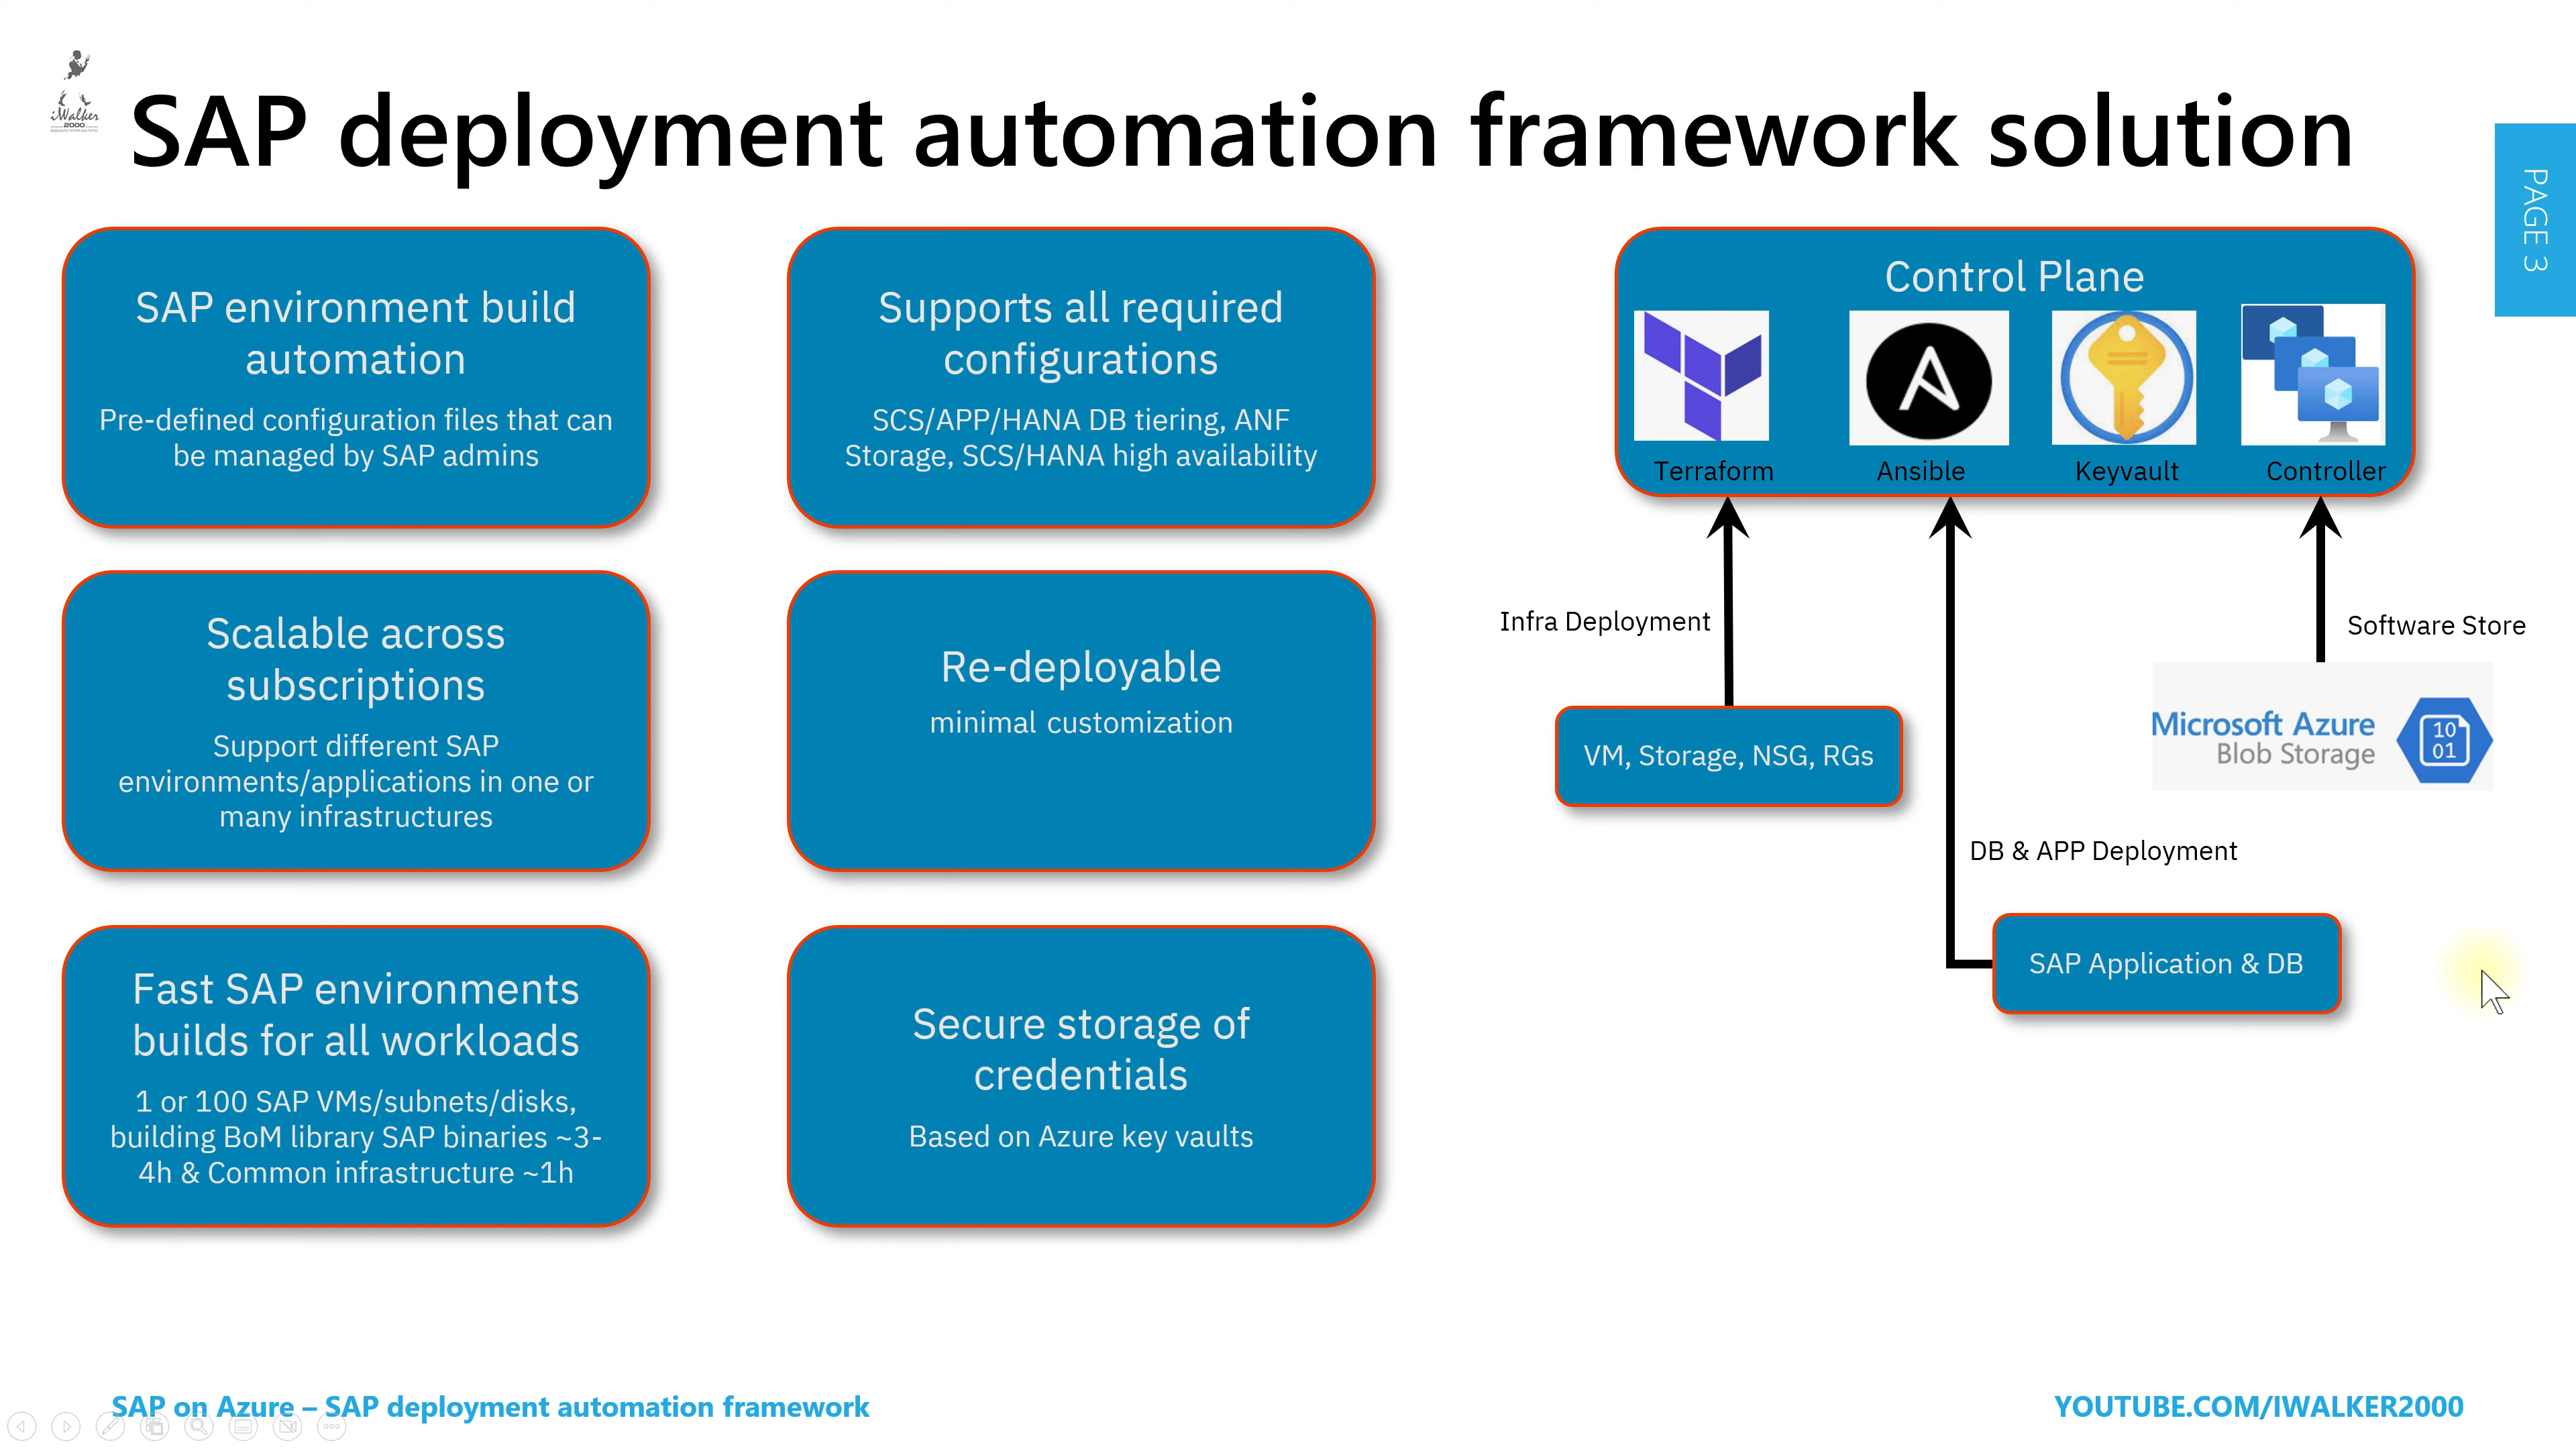 iWalker
2000
SAP deployment automation framework solution
PAGE 3
SAP environment build
automation
Pre-defined configuration files that can
be managed by SAP admins
Supports all required
configurations
SCS/APP/HANA DB tiering, ANF
Storage, SCS/HANA high availability
Control Plane
Terraform
Ansible
Keyvault
Controller
Scalable across
subscriptions
Support different SAP
environments/applications in one or
many infrastructures
Re-deployable
minimal customization
Infra Deployment
Software Store
VM, Storage, NSG, RGs
Microsoft Azure
Blob Storage
10
01
DB & APP Deployment
SAP Application & DB
Fast SAP environments
builds for all workloads
1 or 100 SAP VMs/subnets/disks,
building BoM library SAP binaries ~3-
4h & Common infrastructure ~1h
Secure storage of
credentials
Based on Azure key vaults
SAP on Azure – SAP deployment automation framework
YOUTUBE.COM/IWALKER2000